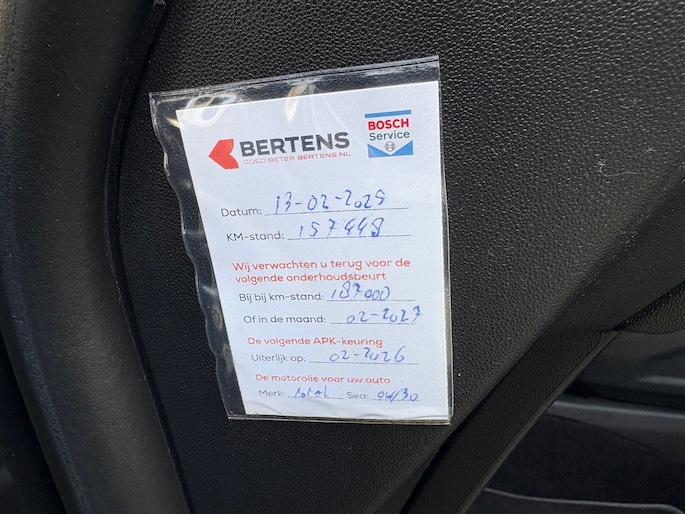 BERTENS
GOED BETER BERTENS.NL
BOSCH
Service
Datum: 13-02-2025
KM-stand: 157448
Wij verwachten u terug voor de
volgende onderhoudsbeurt
Bij bij km-stand: 187000
Of in de maand: 02-2027
De volgende APK-keuring
Uiterlijk op: 02-2026
De motorolie voor uw auto
Merk: total Sea: 0w/30